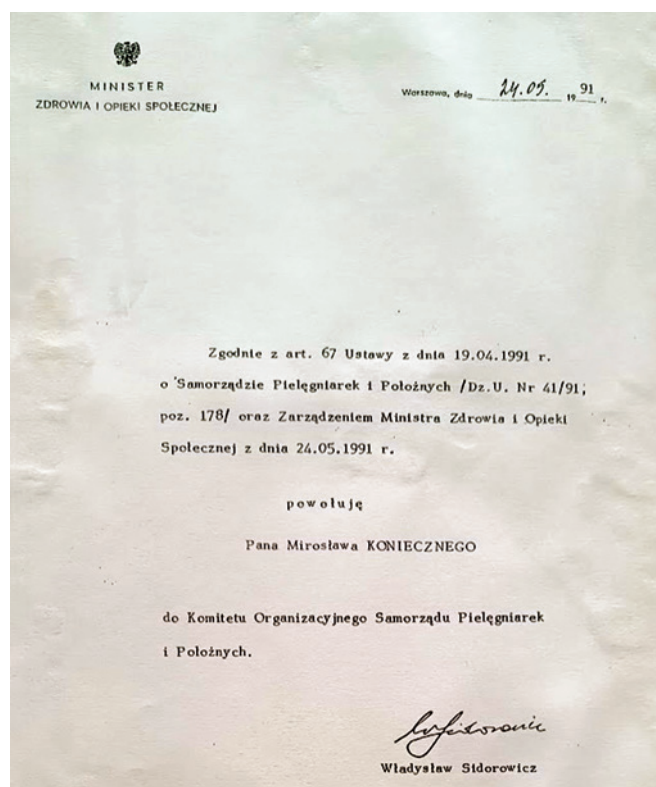 MINISTER
ZDROWIA I OPIEKI SPOŁECZNEJ
Warszawa, dnia 24.05. 1991 r.
Zgodnie z art. 67 Ustawy z dnia 19.04.1991 r.
o Samorządzie Pielęgniarek i Położnych /Dz.U. Nr 41/91;
poz. 178/ oraz Zarządzeniem Ministra Zdrowia i Opieki
Społecznej z dnia 24.05.1991 r.
powołuję
Pana Mirosława KONIECZNEGO
do Komitetu Organizacyjnego Samorządu Pielęgniarek
i Położnych.
Władysław Sidorowicz